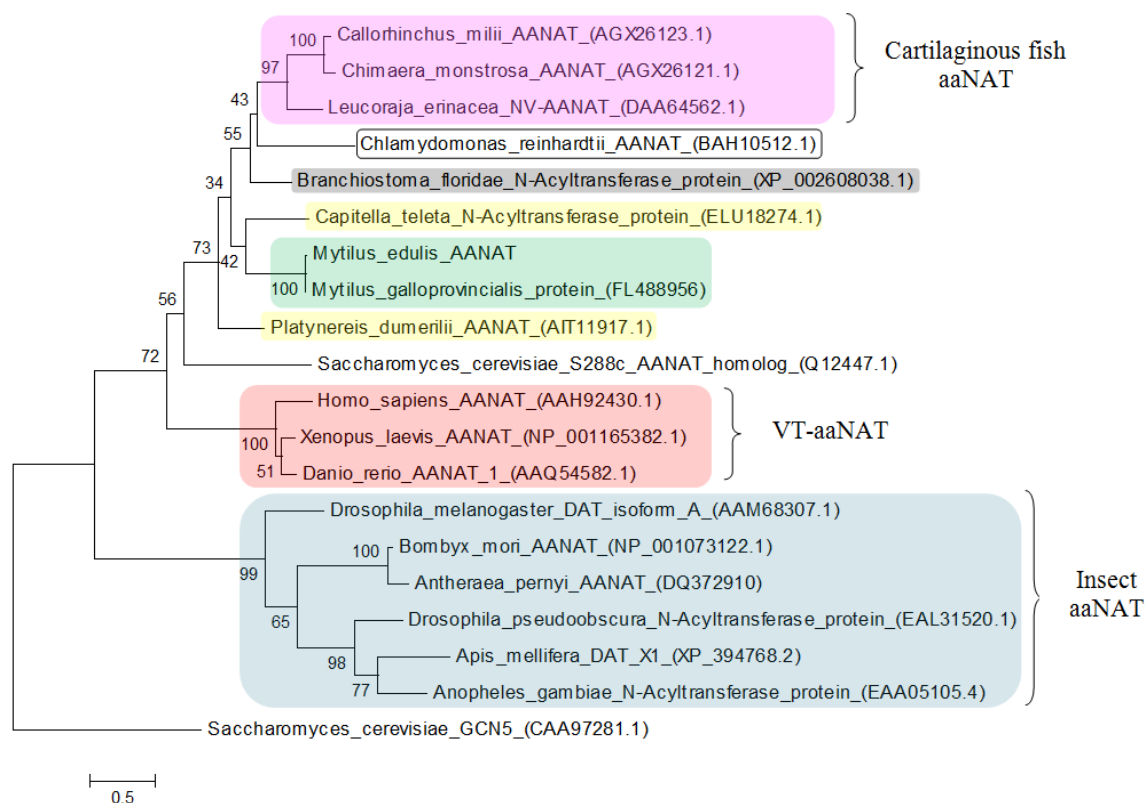 100
Callorhinchus_milii_AANAT_(AGX26123.1)
97
Chimaera_monstrosa_AANAT_(AGX26121.1)
Leucoraja_erinacea_NV-AANAT_(DAA64562.1)
Cartilaginous fish
aaNAT
43
Chlamydomonas_reinhardtii_AANAT_(BAH10512.1)
55
Branchiostoma_floridae_N-Acyltransferase_protein_(XP_002608038.1)
34
Capitella_teleta_N-Acyltransferase_protein_(ELU18274.1)
73
42
Mytilus_edulis_AANAT
100
Mytilus_galloprovincialis_protein_(FL488956)
56
Platynereis_dumerilii_AANAT_(AIT11917.1)
72
Saccharomyces_cerevisiae_S288c_AANAT_homolog_(Q12447.1)
Homo_sapiens_AANAT_(AAH92430.1)
100
Xenopus_laevis_AANAT_(NP_001165382.1)
51
Danio_rerio_AANAT_1_(AAQ54582.1)
VT-aaNAT
Drosophila_melanogaster_DAT_isoform_A_(AAM68307.1)
100
Bombyx_mori_AANAT_(NP_001073122.1)
99
Antheraea_pernyi_AANAT_(DQ372910)
65
Drosophila_pseudoobscura_N-Acyltransferase_protein_(EAL31520.1)
98
Apis_mellifera_DAT_X1_(XP_394768.2)
77
Anopheles_gambiae_N-Acyltransferase_protein_(EAA05105.4)
Insect
aaNAT
Saccharomyces_cerevisiae_GCN5_(CAA97281.1)
0.5